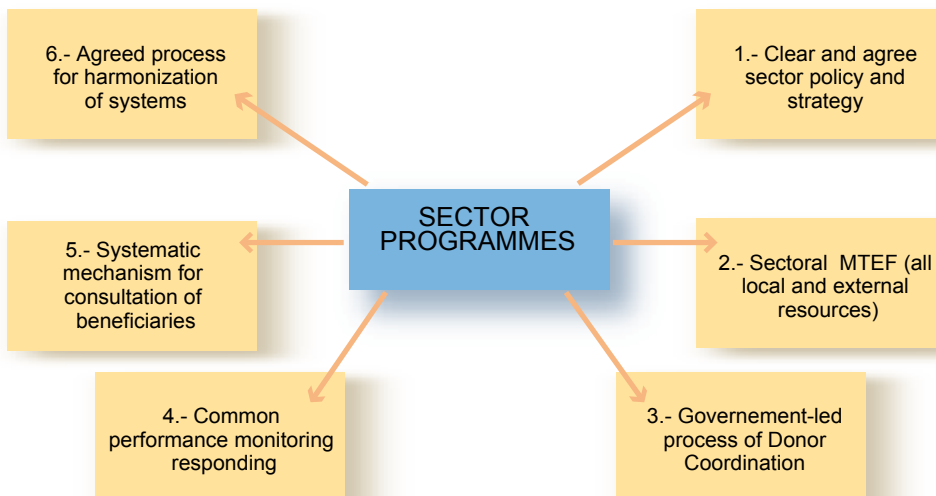 SECTOR
PROGRAMMES
1.- Clear and agree
sector policy and
strategy
2.- Sectoral MTEF (all
local and external
resources)
3.- Governement-led
process of Donor
Coordination
4.- Common
performance monitoring
responding
5.- Systematic
mechanism for
consultation of
beneficiaries
6.- Agreed process
for harmonization
of systems